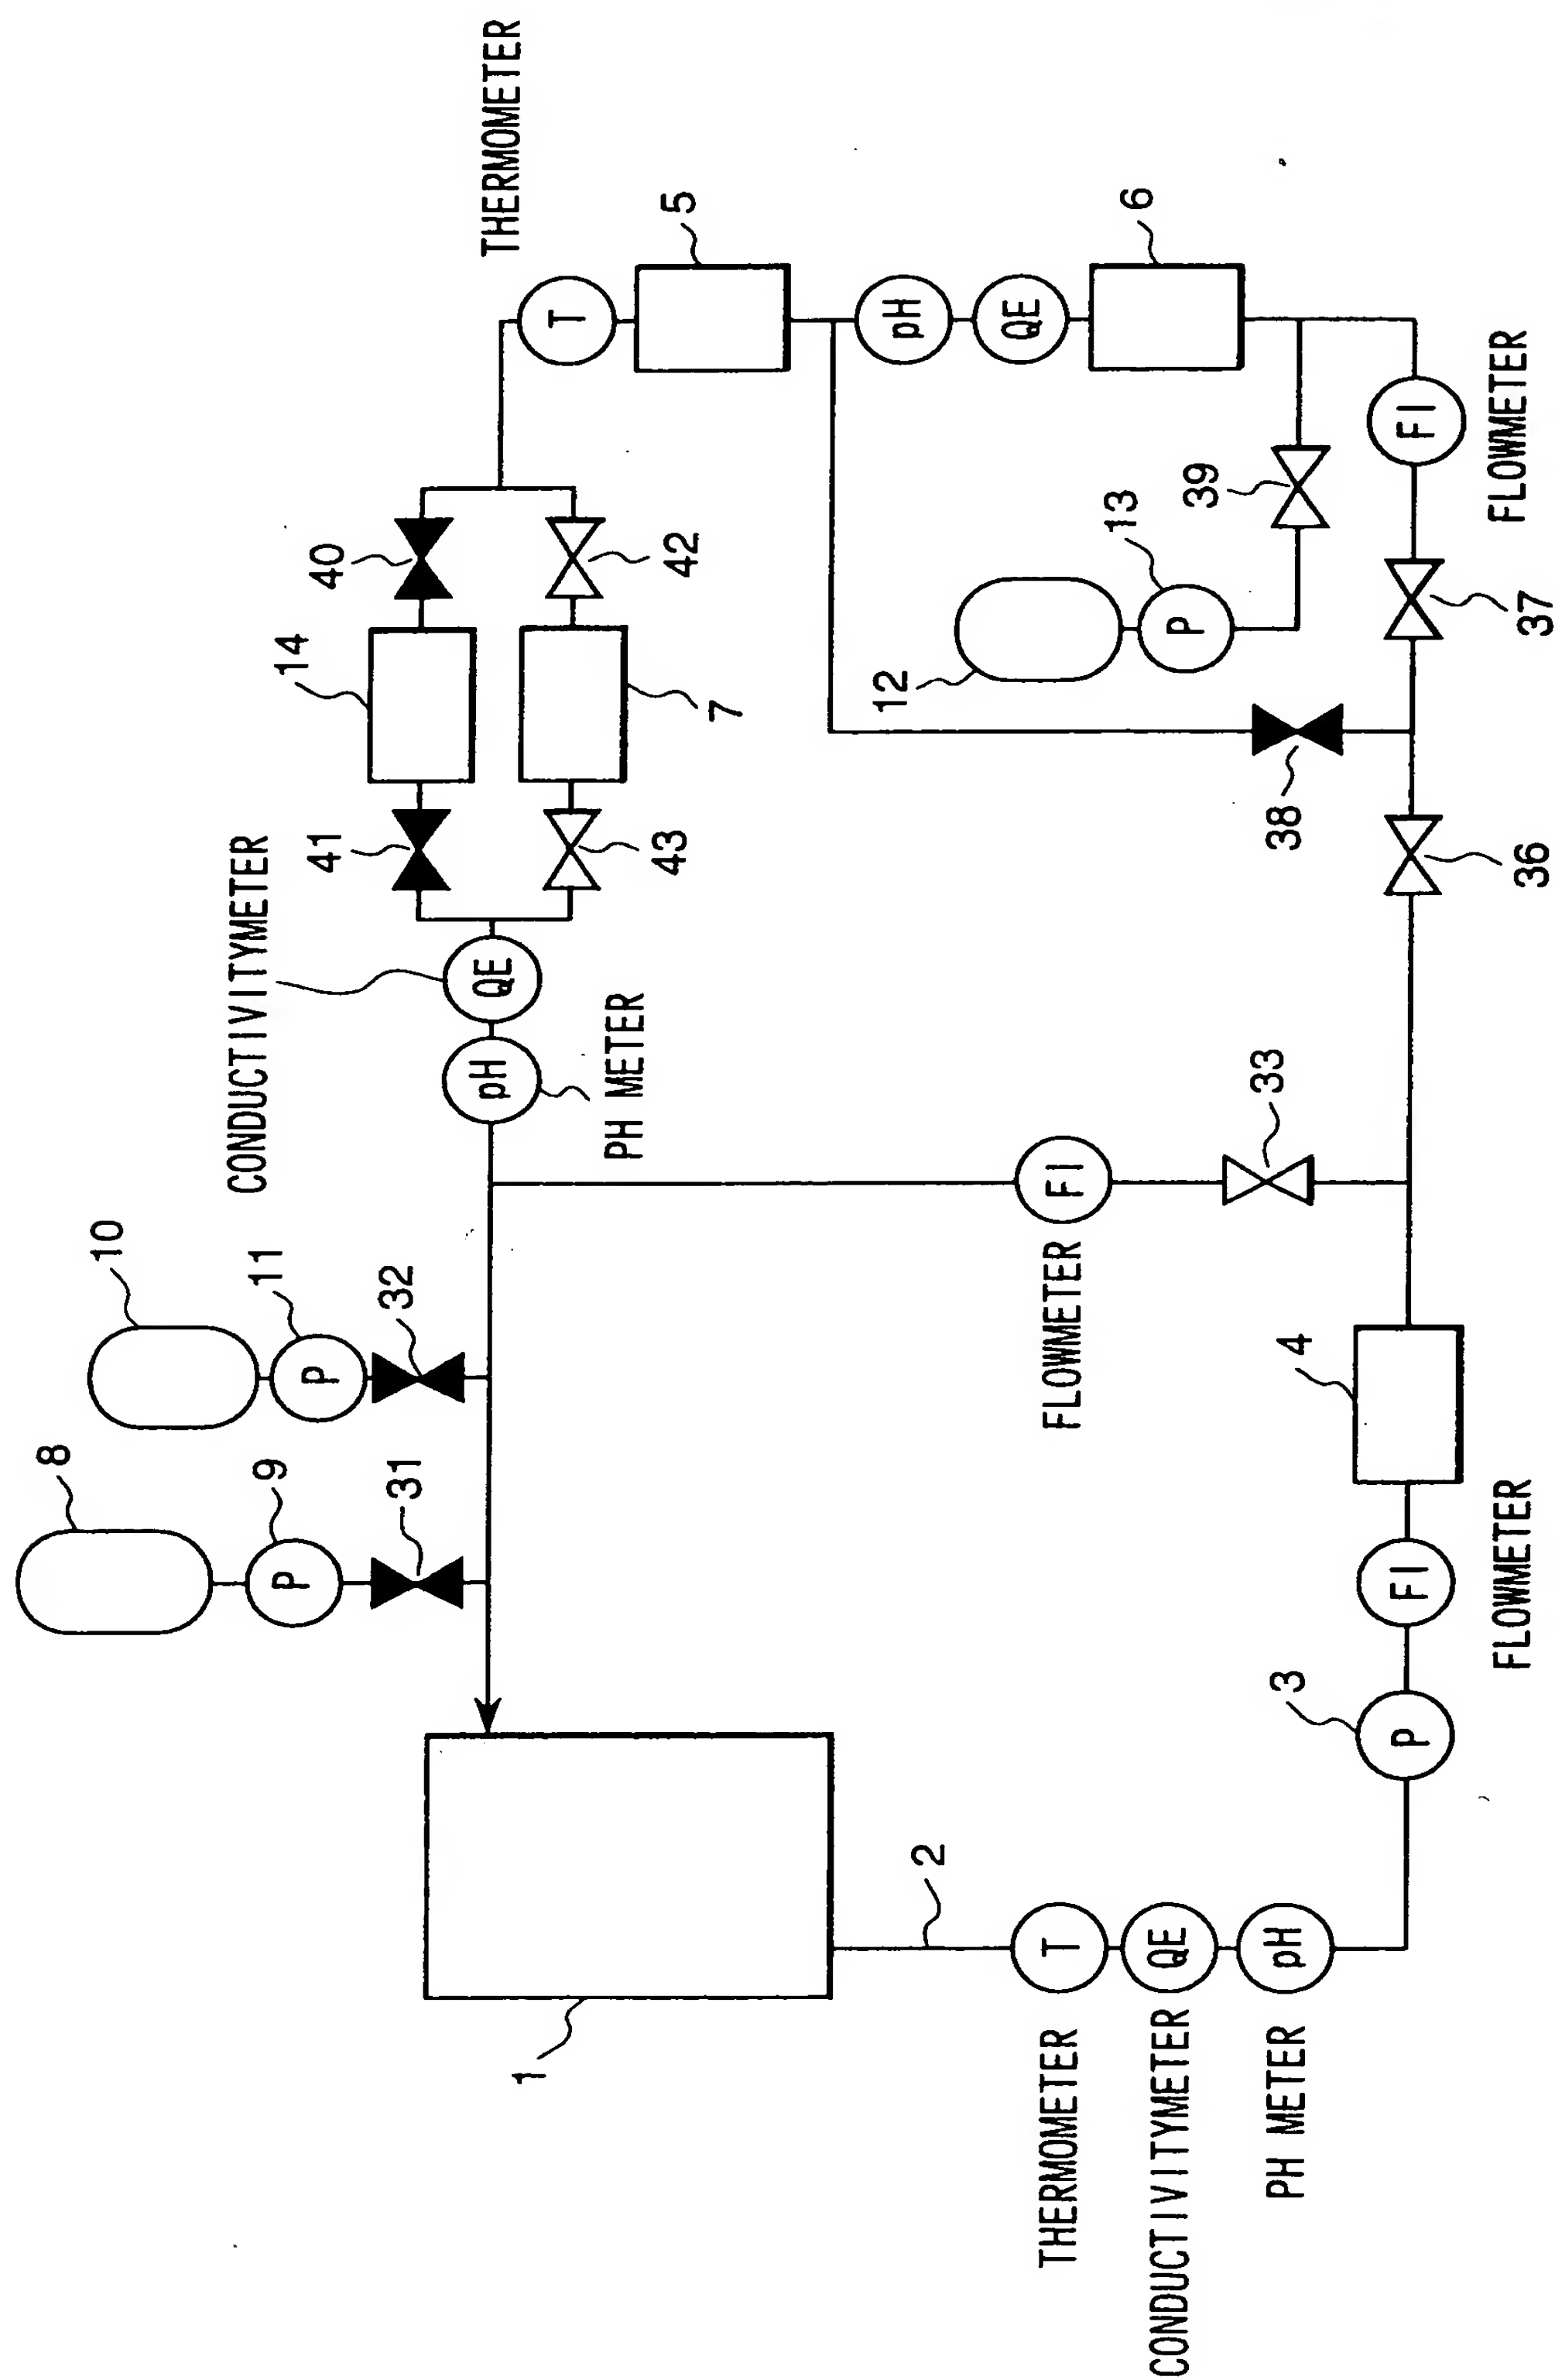 8
10
9
11
P
P
CONDUCTIVITYMETER
14
41
40
31
32
THERMOMETER
pH
QE
1
T
PH METER
43
42
5
7
12
pH
2
QE
THERMOMETER
T
FLOWMETER
FI
13
6
CONDUCTIVITYMETER
QE
P
39
33
PH METER
pH
3
4
38
P
FI
FI
FLOWMETER
FLOWMETER
36
37